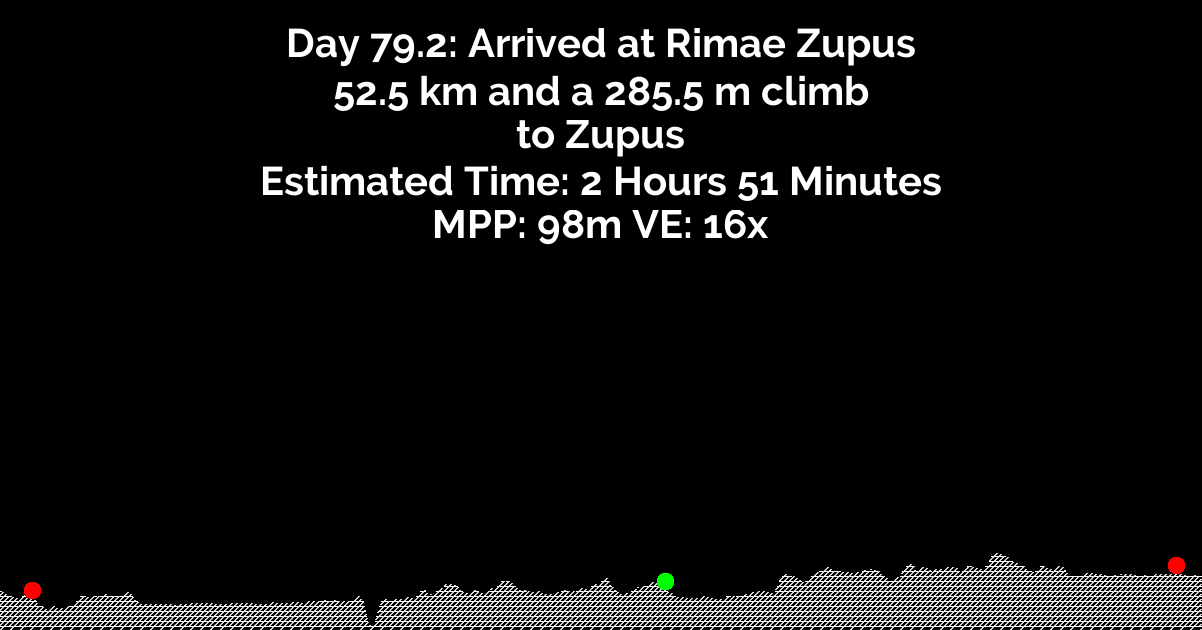 Day 79.2: Arrived at Rimae Zupus
52.5 km and a 285.5 m climb
to Zupus
Estimated Time: 2 Hours 51 Minutes
MPP: 98m VE: 16x